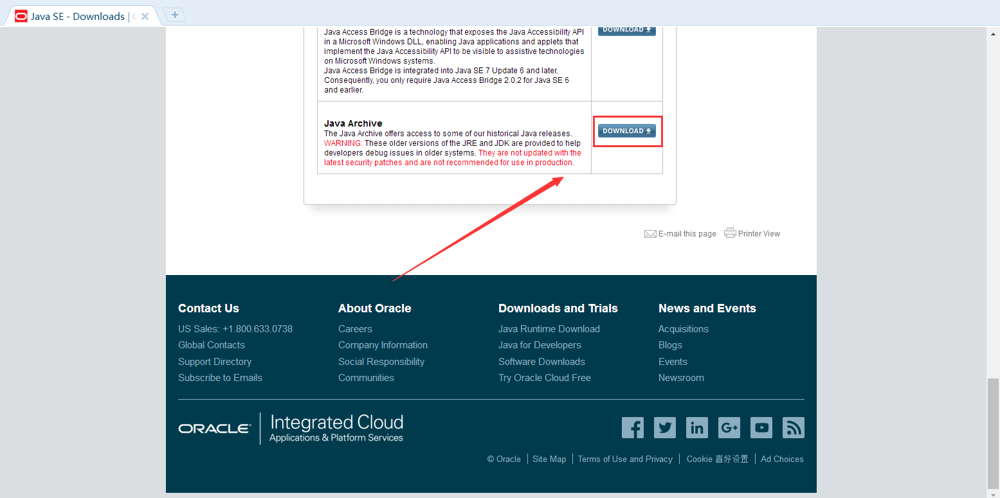 Java SE - Downloads |
Java Access Bridge is a technology that exposes the Java Accessibility API
in a Microsoft Windows DLL, enabling Java applications and applets that
implement the Java Accessibility API to be visible to assistive technologies
on Microsoft Windows systems.
Java Access Bridge is integrated into Java SE 7 Update 6 and later.
Consequently, you only require Java Access Bridge 2.0.2 for Java SE 6
and earlier.
DOWNLOAD
Java Archive
The Java Archive offers access to some of our historical Java releases.
WARNING: These older versions of the JRE and JDK are provided to help
developers debug issues in older systems. They are not updated with the
latest security patches and are not recommended for use in production.
DOWNLOAD
E-mail this page
Printer View
Contact Us
US Sales: +1.800.633.0738
Global Contacts
Support Directory
Subscribe to Emails
About Oracle
Careers
Company Information
Social Responsibility
Communities
Downloads and Trials
Java Runtime Download
Java for Developers
Software Downloads
Try Oracle Cloud Free
News and Events
Acquisitions
Blogs
Events
Newsroom
ORACLE
Integrated Cloud
Applications & Platform Services
© Oracle | Site Map | Terms of Use and Privacy | Cookie 喜好设置 | Ad Choices